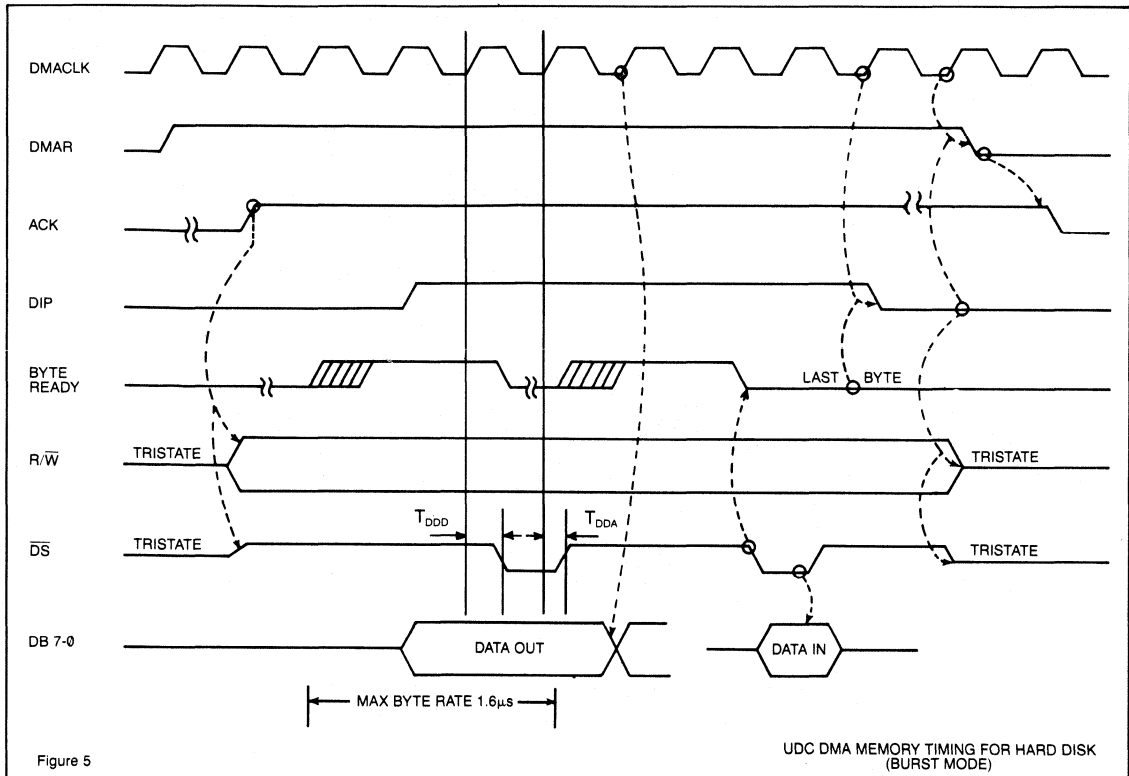 DMACLK
DMAR
ACK
DIP
BYTE
READY
LAST BYTE
R/W̅
TRISTATE
TRISTATE
T_DDD
T_DDA
D̅S̅
TRISTATE
TRISTATE
DB 7-0
DATA OUT
DATA IN
MAX BYTE RATE 1.6μs
Figure 5
UDC DMA MEMORY TIMING FOR HARD DISK
(BURST MODE)